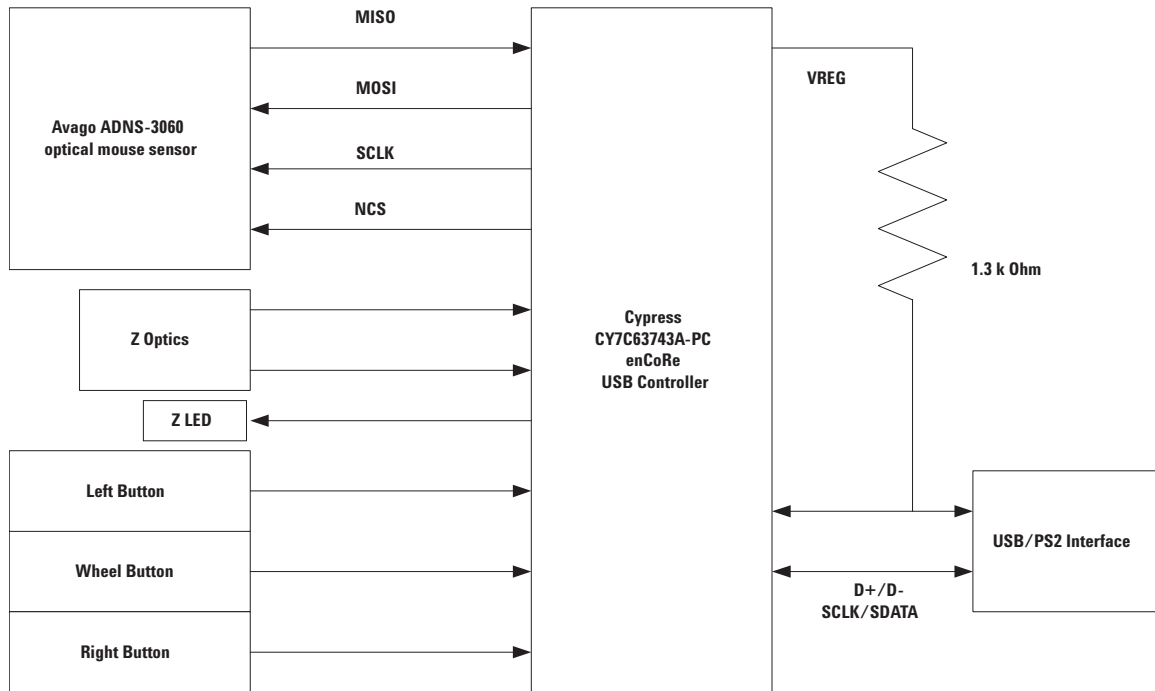 MISO
MOSI
SCLK
NCS
Avago ADNS-3060
optical mouse sensor
Z Optics
Z LED
Left Button
Wheel Button
Right Button
Cypress
CY7C63743A-PC
enCoRe
USB Controller
VREG
1.3 k Ohm
USB/PS2 Interface
D+/D-
SCLK/SDATA